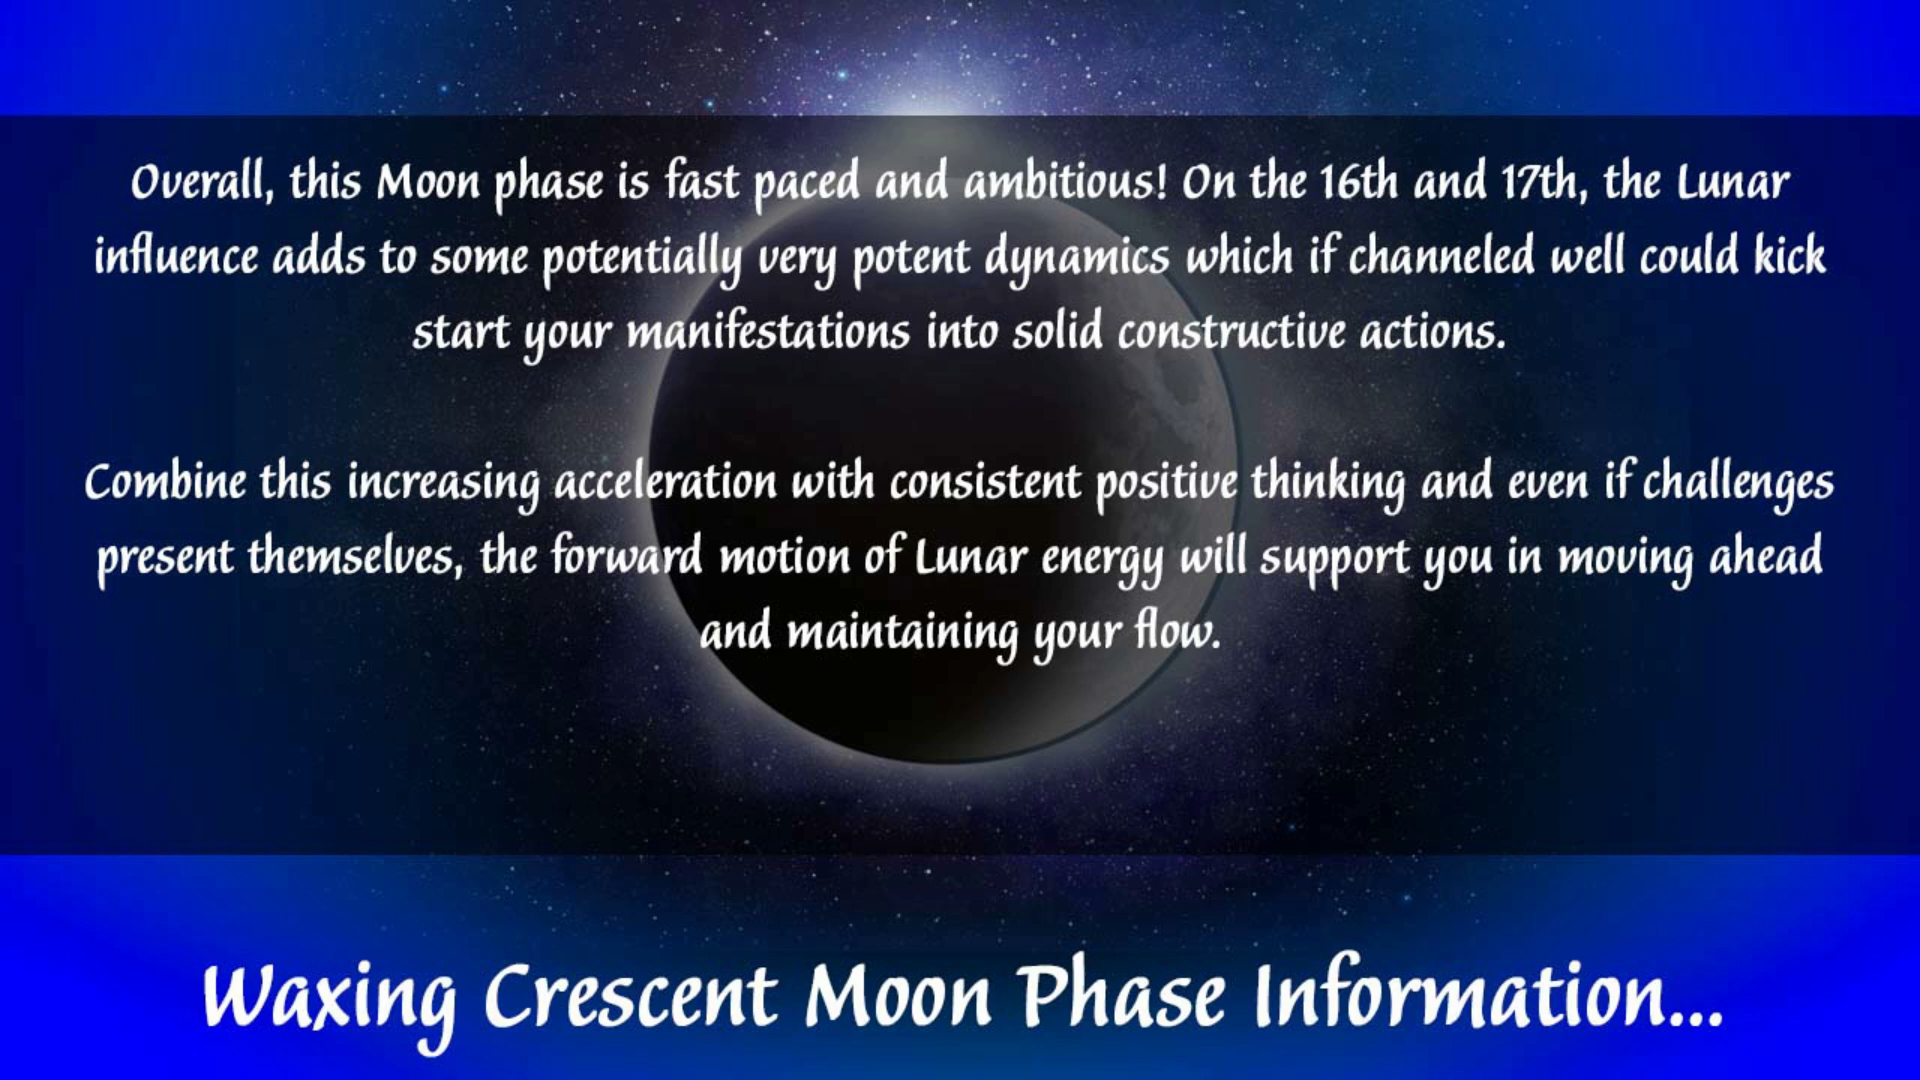 Overall, this Moon phase is fast paced and ambitious! On the 16th and 17th, the Lunar
influence adds to some potentially very potent dynamics which if channeled well could kick
start your manifestations into solid constructive actions.
Combine this increasing acceleration with consistent positive thinking and even if challenges
present themselves, the forward motion of Lunar energy will support you in moving ahead
and maintaining your flow.
Waxing Crescent Moon Phase Information...